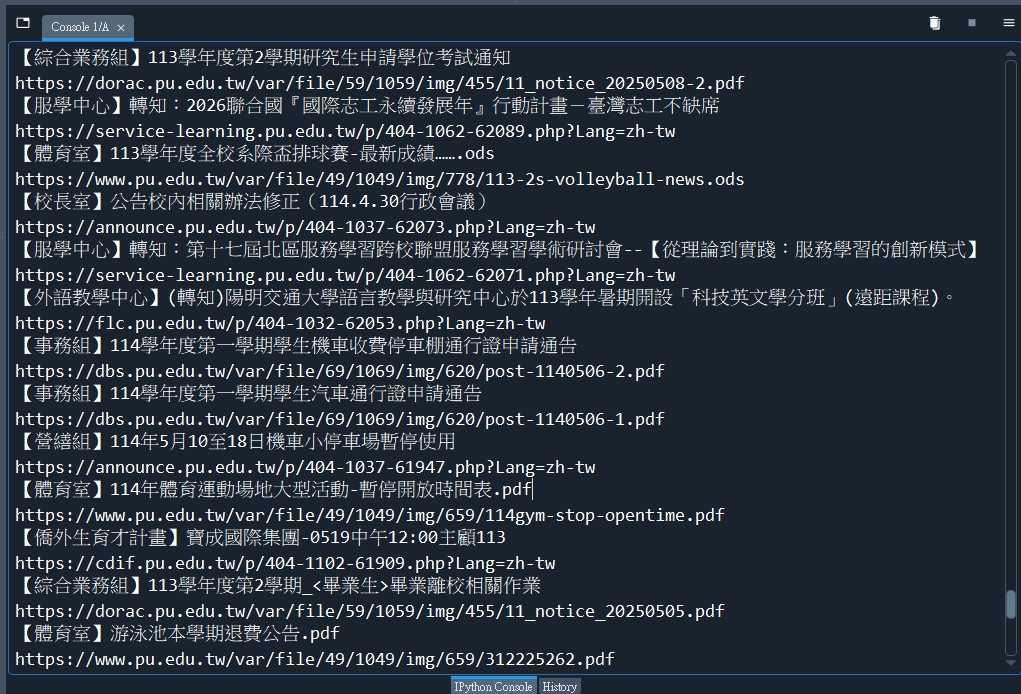 Console 1/A ×
【綜合業務組】113學年度第2學期研究生申請學位考試通知
https://dorac.pu.edu.tw/var/file/59/1059/img/455/11_notice_20250508-2.pdf
【服學中心】轉知：2026聯合國『國際志工永續發展年』行動計畫－臺灣志工不缺席
https://service-learning.pu.edu.tw/p/404-1062-62089.php?Lang=zh-tw
【體育室】113學年度全校系際盃排球賽-最新成績…….ods
https://www.pu.edu.tw/var/file/49/1049/img/778/113-2s-volleyball-news.ods
【校長室】公告校內相關辦法修正（114.4.30行政會議）
https://announce.pu.edu.tw/p/404-1037-62073.php?Lang=zh-tw
【服學中心】轉知：第十七屆北區服務學習跨校聯盟服務學習學術研討會--【從理論到實踐：服務學習的創新模式】
https://service-learning.pu.edu.tw/p/404-1062-62071.php?Lang=zh-tw
【外語教學中心】(轉知)陽明交通大學語言教學與研究中心於113學年暑期開設「科技英文學分班」(遠距課程)。
https://flc.pu.edu.tw/p/404-1032-62053.php?Lang=zh-tw
【事務組】114學年度第一學期學生機車收費停車棚通行證申請通告
https://dbs.pu.edu.tw/var/file/69/1069/img/620/post-1140506-2.pdf
【事務組】114學年度第一學期學生汽車通行證申請通告
https://dbs.pu.edu.tw/var/file/69/1069/img/620/post-1140506-1.pdf
【營繕組】114年5月10至18日機車小停車場暫停使用
https://announce.pu.edu.tw/p/404-1037-61947.php?Lang=zh-tw
【體育室】114年體育運動場地大型活動-暫停開放時間表.pdf
https://www.pu.edu.tw/var/file/49/1049/img/659/114gym-stop-opentime.pdf
【僑外生育才計畫】寶成國際集團-0519中午12:00主顧113
https://cdif.pu.edu.tw/p/404-1102-61909.php?Lang=zh-tw
【綜合業務組】113學年度第2學期_<畢業生>畢業離校相關作業
https://dorac.pu.edu.tw/var/file/59/1059/img/455/11_notice_20250505.pdf
【體育室】游泳池本學期退費公告.pdf
https://www.pu.edu.tw/var/file/49/1049/img/659/312225262.pdf
IPython Console History